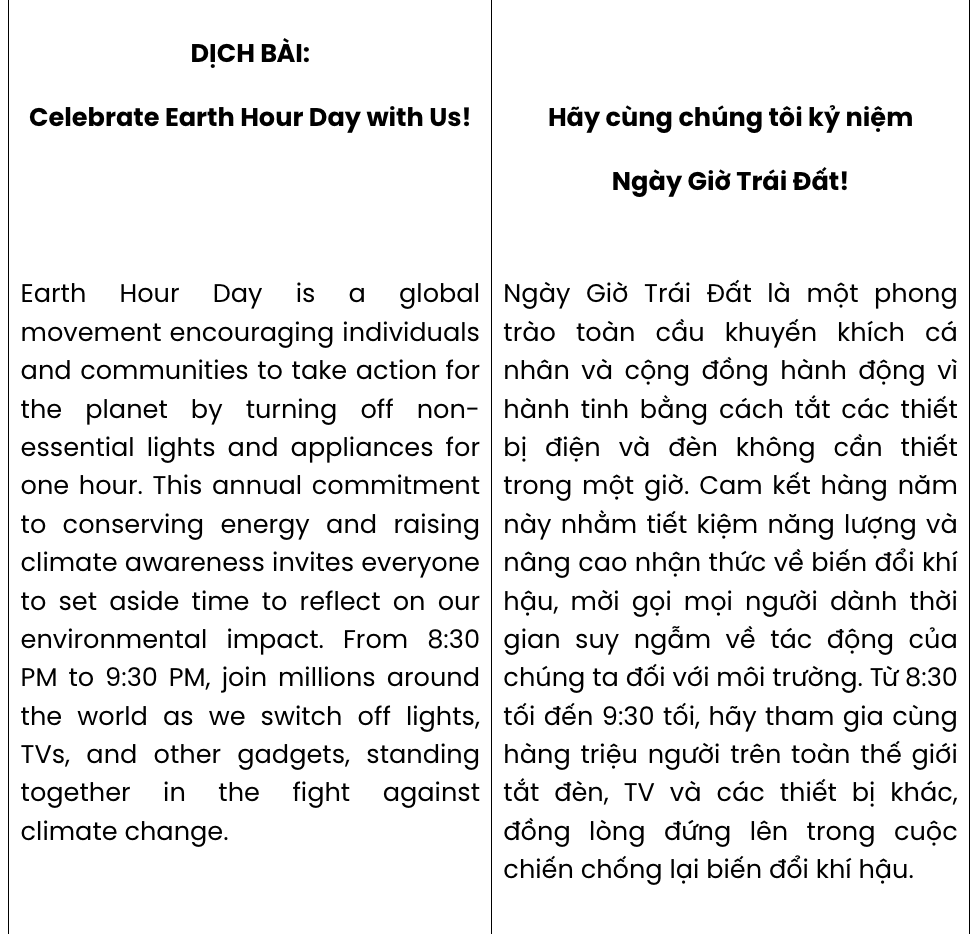 DỊCH BÀI:
Celebrate Earth Hour Day with Us!
Earth Hour Day is a global
movement encouraging individuals
and communities to take action for
the planet by turning off non-
essential lights and appliances for
one hour. This annual commitment
to conserving energy and raising
climate awareness invites everyone
to set aside time to reflect on our
environmental impact. From 8:30
PM to 9:30 PM, join millions around
the world as we switch off lights,
TVs, and other gadgets, standing
together in the fight against
climate change.
Hãy cùng chúng tôi kỷ niệm
Ngày Giờ Trái Đất!
Ngày Giờ Trái Đất là một phong
trào toàn cầu khuyến khích cá
nhân và cộng đồng hành động vì
hành tinh bằng cách tắt các thiết
bị điện và đèn không cần thiết
trong một giờ. Cam kết hàng năm
này nhằm tiết kiệm năng lượng và
nâng cao nhận thức về biến đổi khí
hậu, mời gọi mọi người dành thời
gian suy ngẫm về tác động của
chúng ta đối với môi trường. Từ 8:30
tối đến 9:30 tối, hãy tham gia cùng
hàng triệu người trên toàn thế giới
tắt đèn, TV và các thiết bị khác,
đồng lòng đứng lên trong cuộc
chiến chống lại biến đổi khí hậu.